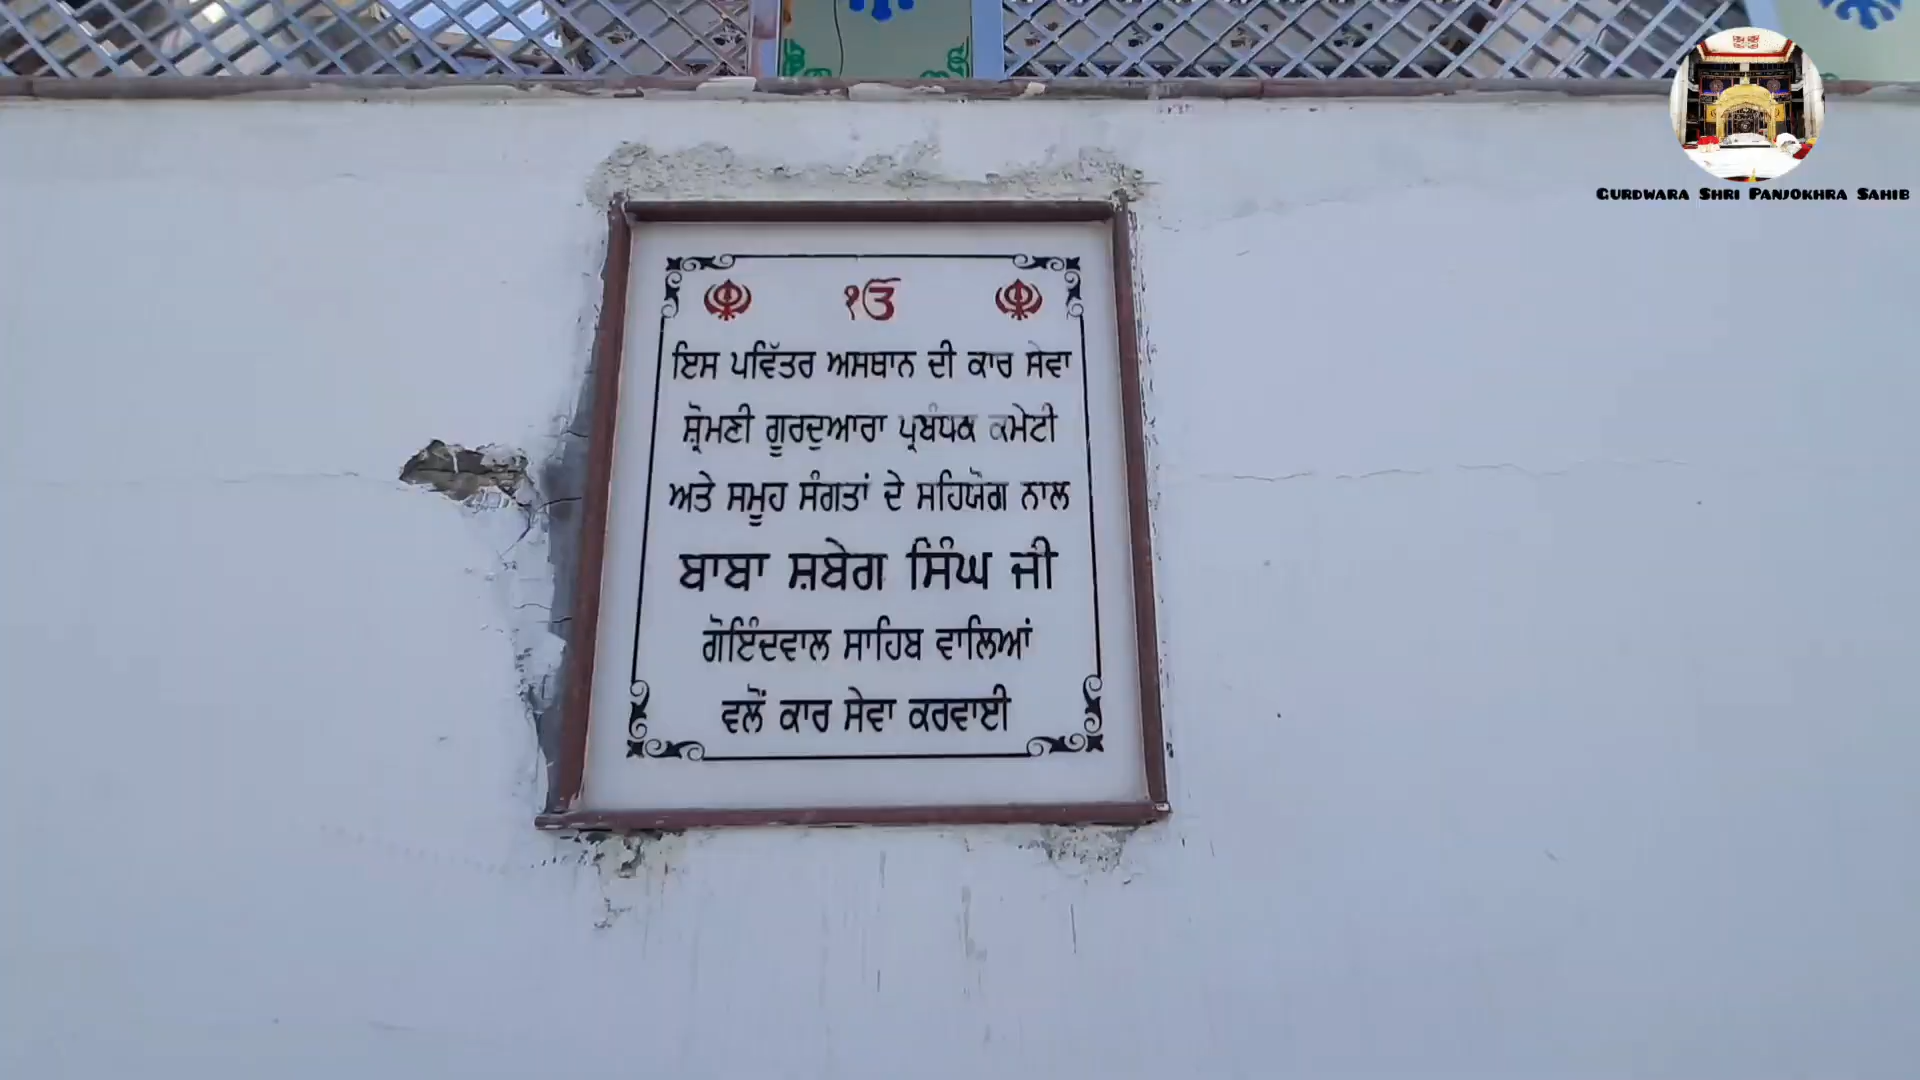 ੴ
ਇਸ ਪਵਿੱਤਰ ਅਸਥਾਨ ਦੀ ਕਾਰ ਸੇਵਾ
ਸ਼੍ਰੋਮਣੀ ਗੂਰਦੁਆਰਾ ਪ੍ਰਬੰਧਕ ਕਮੇਟੀ
ਅਤੇ ਸਮੂਹ ਸੰਗਤਾਂ ਦੇ ਸਹਿਯੋਗ ਨਾਲ
ਬਾਬਾ ਸ਼ਬੇਗ ਸਿੰਘ ਜੀ
ਗੋਇੰਦਵਾਲ ਸਾਹਿਬ ਵਾਲਿਆਂ
ਵਲੋਂ ਕਾਰ ਸੇਵਾ ਕਰਵਾਈ
GURDWARA SHRI PANJOKHRA SAHIB